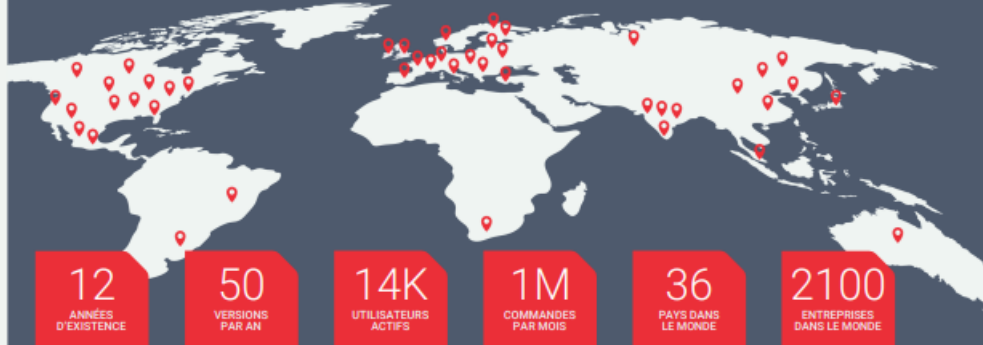 12
ANNÉES
D'EXISTENCE
50
VERSIONS
PAR AN
14K
UTILISATEURS
ACTIFS
1M
COMMANDES
PAR MOIS
36
PAYS DANS
LE MONDE
2100
ENTREPRISES
DANS LE MONDE